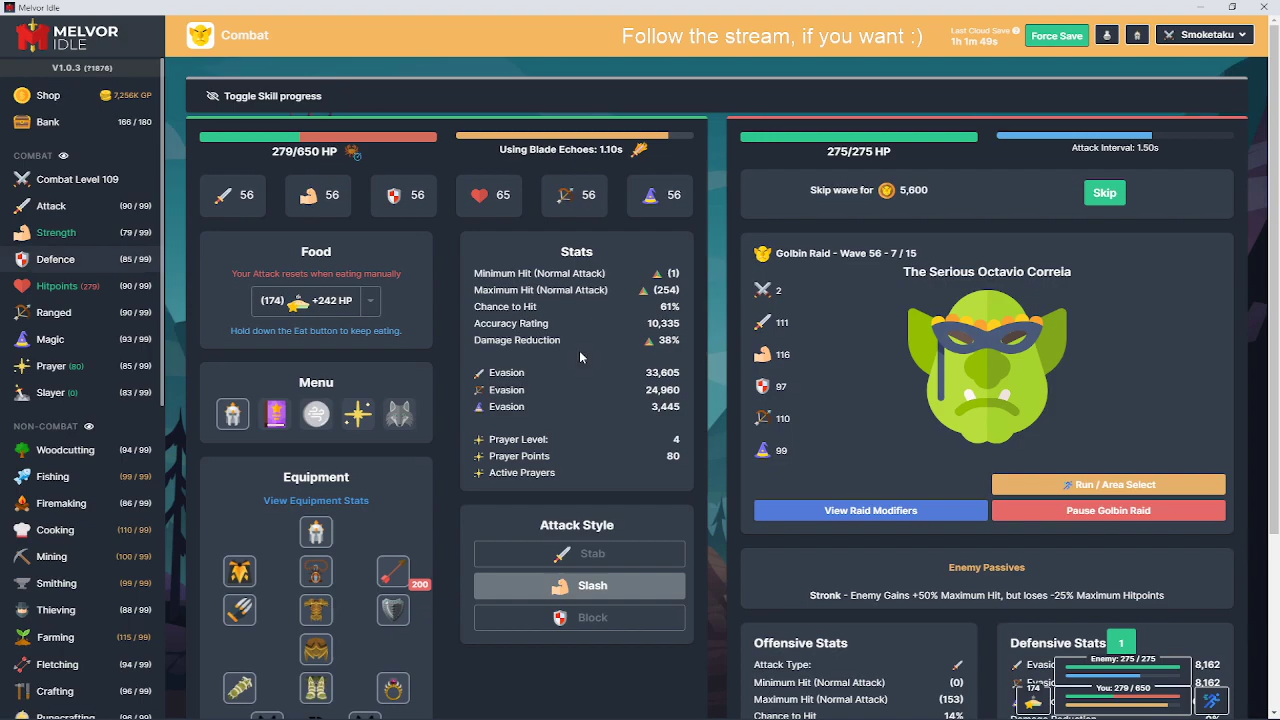 Melvor Idle
MELVOR
IDLE
Combat
Follow the stream, if you want :)
Last Cloud Save
1h 1m 49s
Force Save
Smoketaku
V1.0.3 (?1876)
Shop
7,256K GP
Bank
166 / 180
COMBAT
Combat Level 109
Attack
(90 / 99)
Strength
(79 / 99)
Defence
(85 / 99)
Hitpoints (279)
(90 / 99)
Ranged
(90 / 99)
Magic
(90 / 99)
Prayer (80)
(85 / 99)
Slayer (0)
(83 / 99)
NON-COMBAT
Woodcutting
(94 / 99)
Fishing
(99 / 99)
Firemaking
(86 / 99)
Cooking
(110 / 99)
Mining
(100 / 99)
Smithing
(99 / 99)
Thieving
(88 / 99)
Farming
(115 / 99)
Fletching
(94 / 99)
Crafting
(96 / 99)
Runecrafting
(94 / 99)
Toggle Skill progress
279/650 HP
Using Blade Echoes: 1.10s
56
56
56
65
56
56
Food
Your Attack resets when eating manually
(174) +242 HP
Hold down the Eat button to keep eating.
Menu
Equipment
View Equipment Stats
200
Stats
Minimum Hit (Normal Attack) (1)
Maximum Hit (Normal Attack) (254)
Chance to Hit 61%
Accuracy Rating 10,335
Damage Reduction 38%
Evasion 33,605
Evasion 24,960
Evasion 3,445
Prayer Level: 4
Prayer Points 80
Active Prayers
Attack Style
Stab
Slash
Block
275/275 HP
Attack Interval: 1.50s
Skip wave for 5,600
Skip
Golbin Raid - Wave 56 - 7 / 15
The Serious Octavio Correia
2
111
116
97
110
99
Run / Area Select
View Raid Modifiers
Pause Golbin Raid
Enemy Passives
Stronk - Enemy Gains +50% Maximum Hit, but loses -25% Maximum Hitpoints
Offensive Stats
Attack Type:
Minimum Hit (Normal Attack) (0)
Maximum Hit (Normal Attack) (153)
Chance to Hit 14%
Defensive Stats
1
8,162
8,162
Enemy: 275 / 275
174
You: 279 / 650